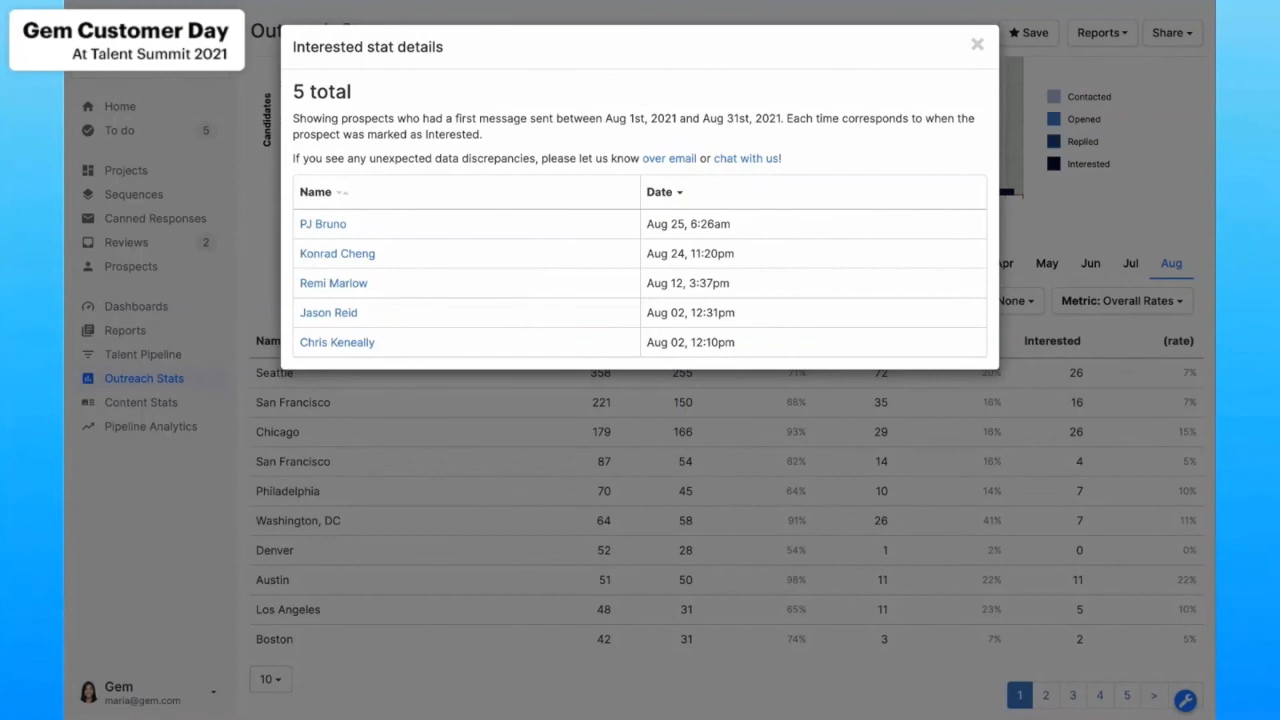 Gem Customer Day
At Talent Summit 2021
Save
Reports
Share
Home
To do 5
Projects
Sequences
Canned Responses
Reviews 2
Prospects
Dashboards
Reports
Talent Pipeline
Outreach Stats
Content Stats
Pipeline Analytics
Gem
maria@gem.com
Interested stat details
5 total
Showing prospects who had a first message sent between Aug 1st, 2021 and Aug 31st, 2021. Each time corresponds to when the
prospect was marked as Interested.
If you see any unexpected data discrepancies, please let us know over email or chat with us!
Name Date
PJ Bruno Aug 25, 6:26am
Konrad Cheng Aug 24, 11:20pm
Remi Marlow Aug 12, 3:37pm
Jason Reid Aug 02, 12:31pm
Chris Keneally Aug 02, 12:10pm
Candidates
Contacted
Opened
Replied
Interested
May Jun Jul Aug
None Metric: Overall Rates
Interested (rate)
Seattle 358 255 71% 72 20% 26 7%
San Francisco 221 150 68% 35 16% 16 7%
Chicago 179 166 93% 29 16% 26 15%
San Francisco 87 54 62% 14 16% 4 5%
Philadelphia 70 45 64% 10 14% 7 10%
Washington, DC 64 58 91% 26 41% 7 11%
Denver 52 28 54% 1 2% 0 0%
Austin 51 50 98% 11 22% 11 22%
Los Angeles 48 31 65% 11 23% 5 10%
Boston 42 31 74% 3 7% 2 5%
10
1 2 3 4 5 >